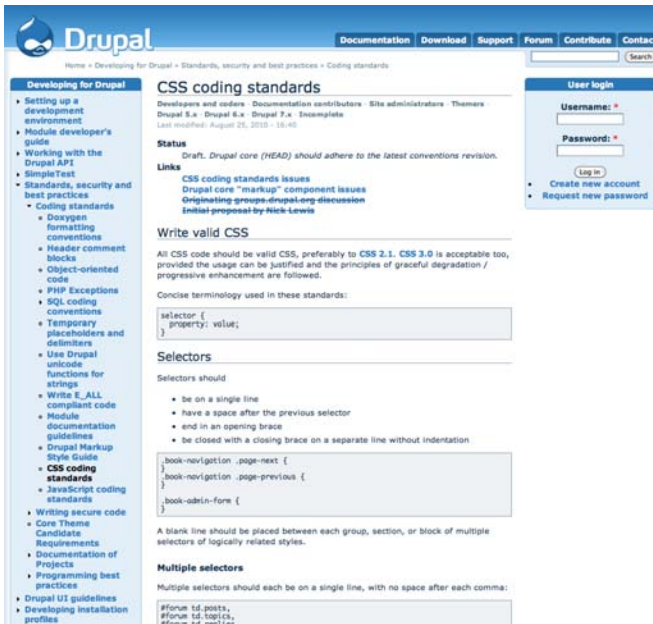 Drupal
Documentation Download Support Forum Contribute Contac
Home » Developing for Drupal » Standards, security and best practices » Coding standards
Search
Developing for Drupal
Setting up a
development
environment
Module developer's
guide
Working with the
Drupal API
SimpleTest
Standards, security and
best practices
Coding standards
Doxygen
formatting
conventions
Header comment
blocks
Object-oriented
code
PHP Exceptions
SQL coding
conventions
Temporary
placeholders and
delimiters
Use Drupal
unicode
functions for
strings
Write E_ALL
compliant code
Module
documentation
guidelines
Drupal Markup
Style Guide
CSS coding
standards
JavaScript coding
standards
Writing secure code
Core Theme
Candidate
Requirements
Documentation of
Projects
Programming best
practices
Drupal UI guidelines
Developing installation
profiles
CSS coding standards
Developers and coders · Documentation contributors · Site administrators · Themers ·
Drupal 5.x · Drupal 6.x · Drupal 7.x · Incomplete
Last modified: August 25, 2010 - 16:40
Status
Draft. Drupal core (HEAD) should adhere to the latest conventions revision.
Links
CSS coding standards issues
Drupal core "markup" component issues
Originating groups.drupal.org discussion
Initial proposal by Nick Lewis
Write valid CSS
All CSS code should be valid CSS, preferably to CSS 2.1. CSS 3.0 is acceptable too,
provided the usage can be justified and the principles of graceful degradation /
progressive enhancement are followed.
Concise terminology used in these standards:
selector {
property: value;
}
Selectors
Selectors should
be on a single line
have a space after the previous selector
end in an opening brace
be closed with a closing brace on a separate line without indentation
.book-navigation .page-next {
}
.book-navigation .page-previous {
}
.book-admin-form {
}
A blank line should be placed between each group, section, or block of multiple
selectors of logically related styles.
Multiple selectors
Multiple selectors should each be on a single line, with no space after each comma:
#forum td.posts,
#forum td.topics,
User login
Username: *
Password: *
Log in
Create new account
Request new password